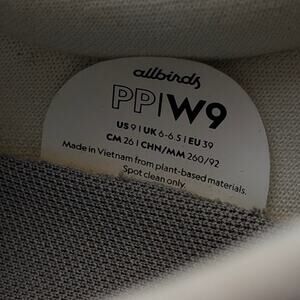 allbirds
PP|W9
US 9 | UK 6-6.5 | EU 39
CM 26 | CHN/MM 260/92
Made in Vietnam from plant-based materials.
Spot clean only.